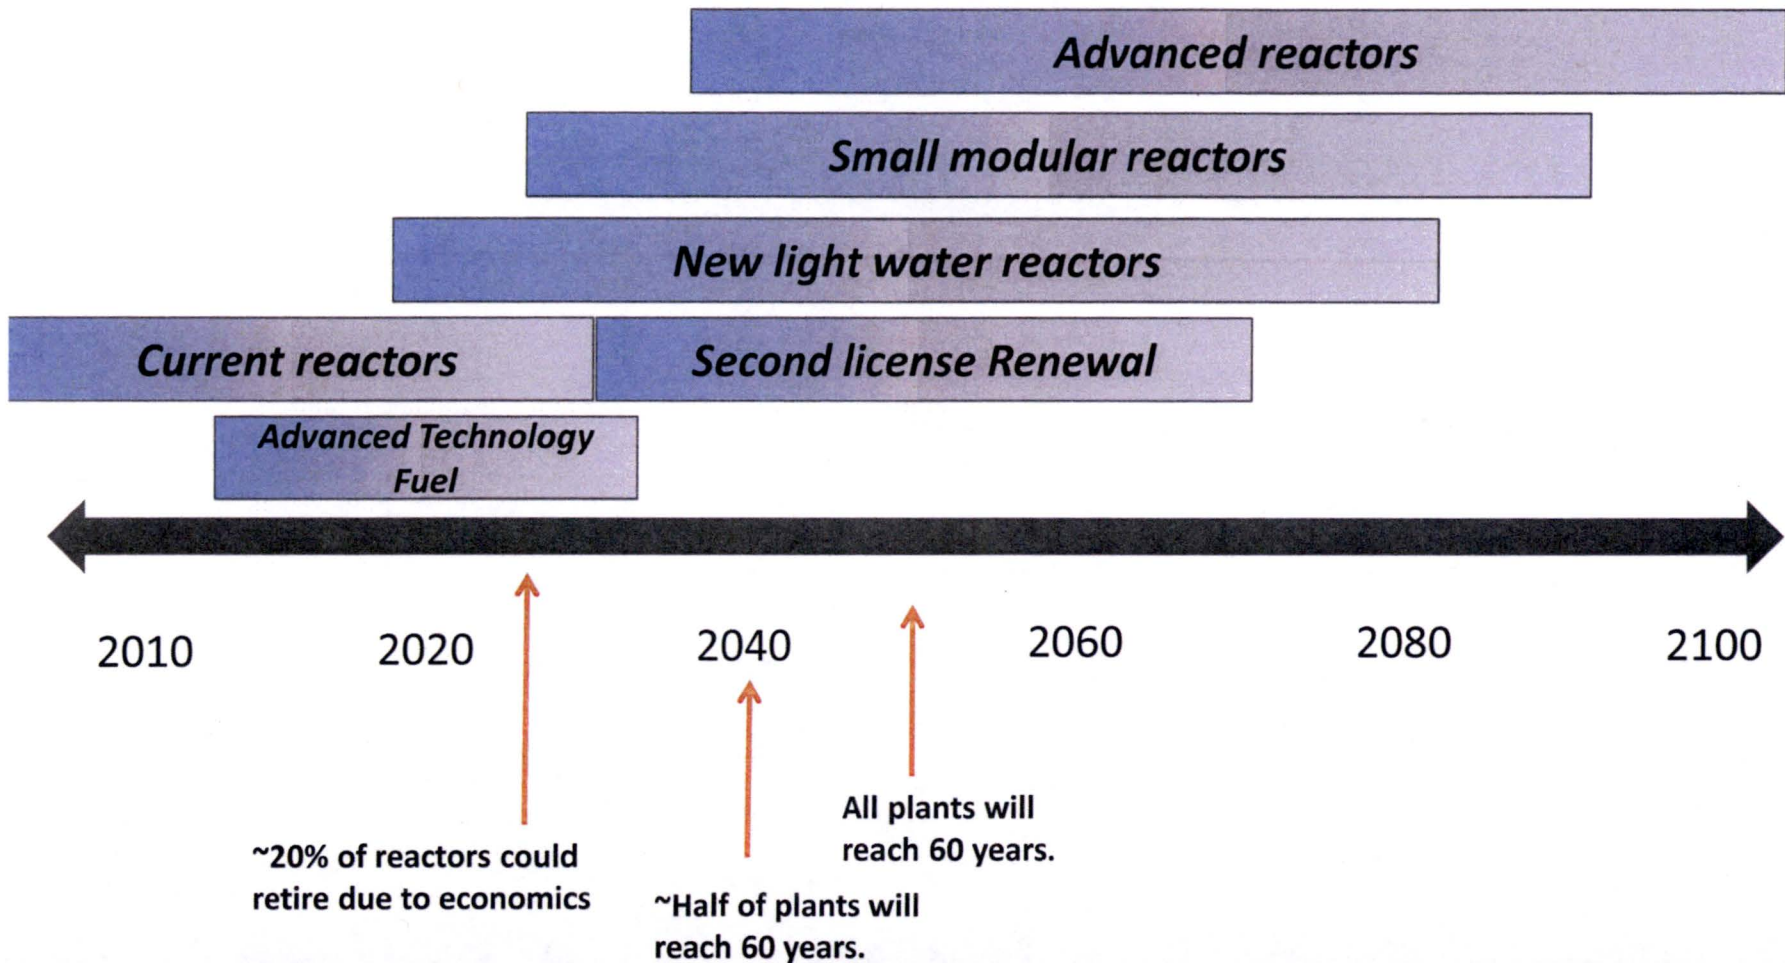 Advanced reactors
Small modular reactors
New light water reactors
Current reactors
Second license Renewal
Advanced Technology
Fuel
2010
2020
2040
2060
2080
2100
~20% of reactors could
retire due to economics
~Half of plants will
reach 60 years.
All plants will
reach 60 years.